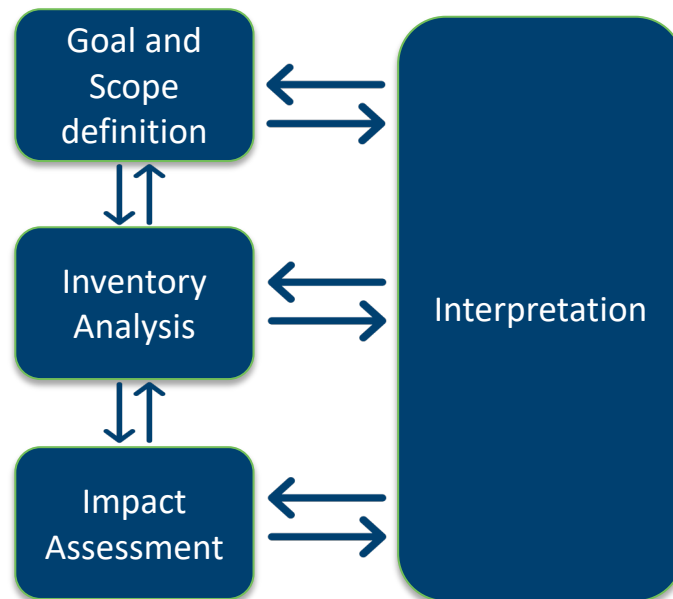 Goal and
Scope
definition
Inventory
Analysis
Interpretation
Impact
Assessment